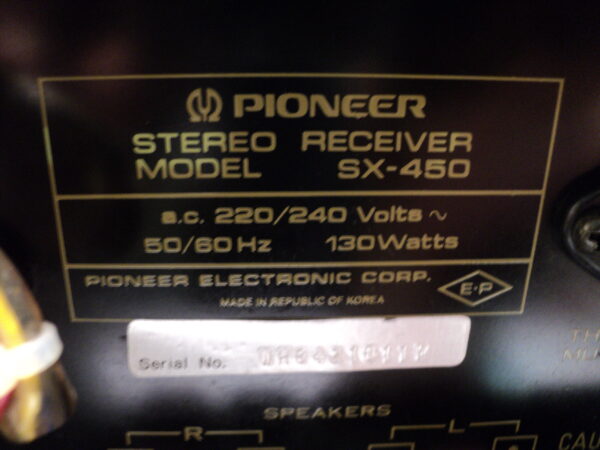 PIONEER
STEREO RECEIVER
MODEL SX-450
a.c. 220/240 Volts ~
50/60 Hz 130 Watts
PIONEER ELECTRONIC CORP.
E·P
MADE IN REPUBLIC OF KOREA
Serial No.
SPEAKERS
R
L